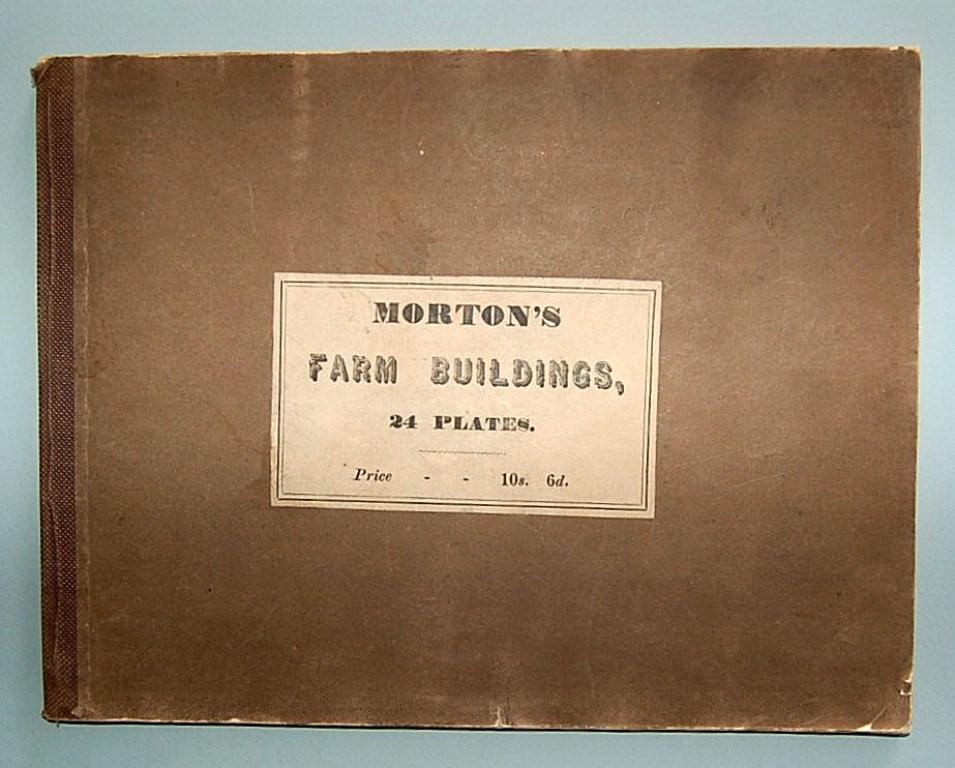 MORTON'S
FARM BUILDINGS,
24 PLATES.
Price - - 10s. 6d.